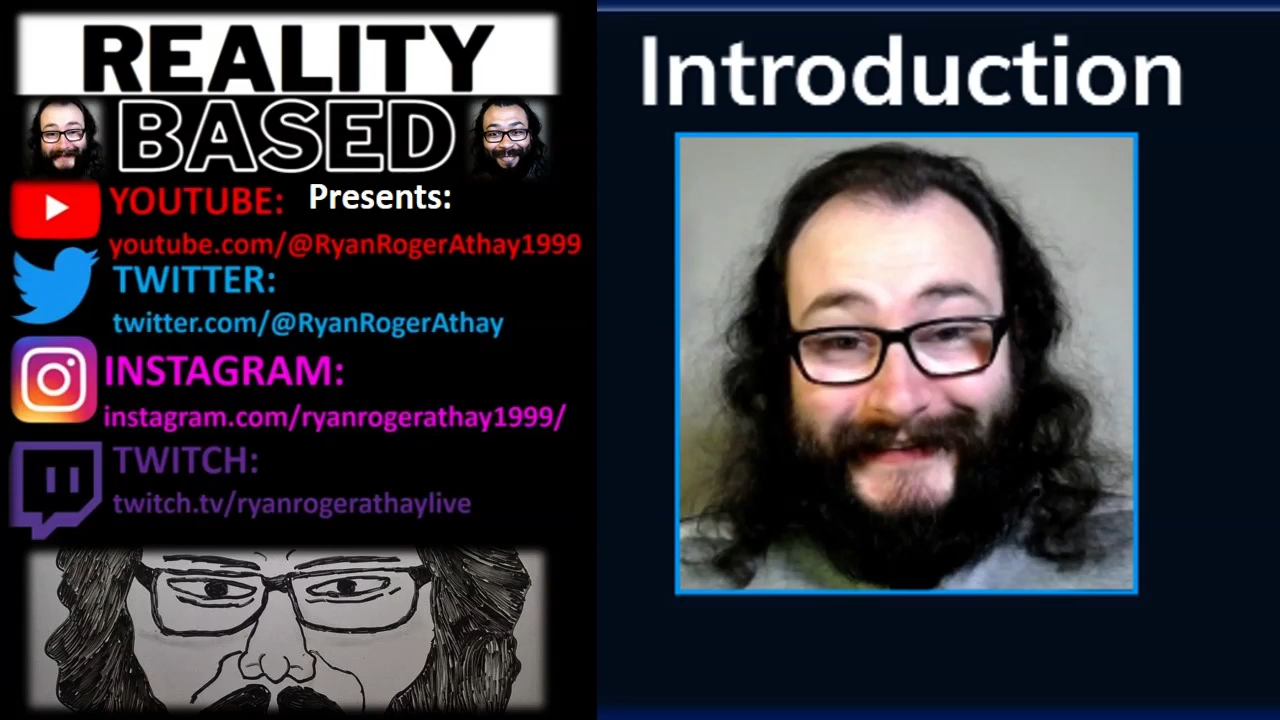 REALITY
BASED
YOUTUBE: Presents:
youtube.com/@RyanRogerAthay1999
TWITTER:
twitter.com/@RyanRogerAthay
INSTAGRAM:
instagram.com/ryanrogerathay1999/
TWITCH:
twitch.tv/ryanrogerathaylive
Introduction